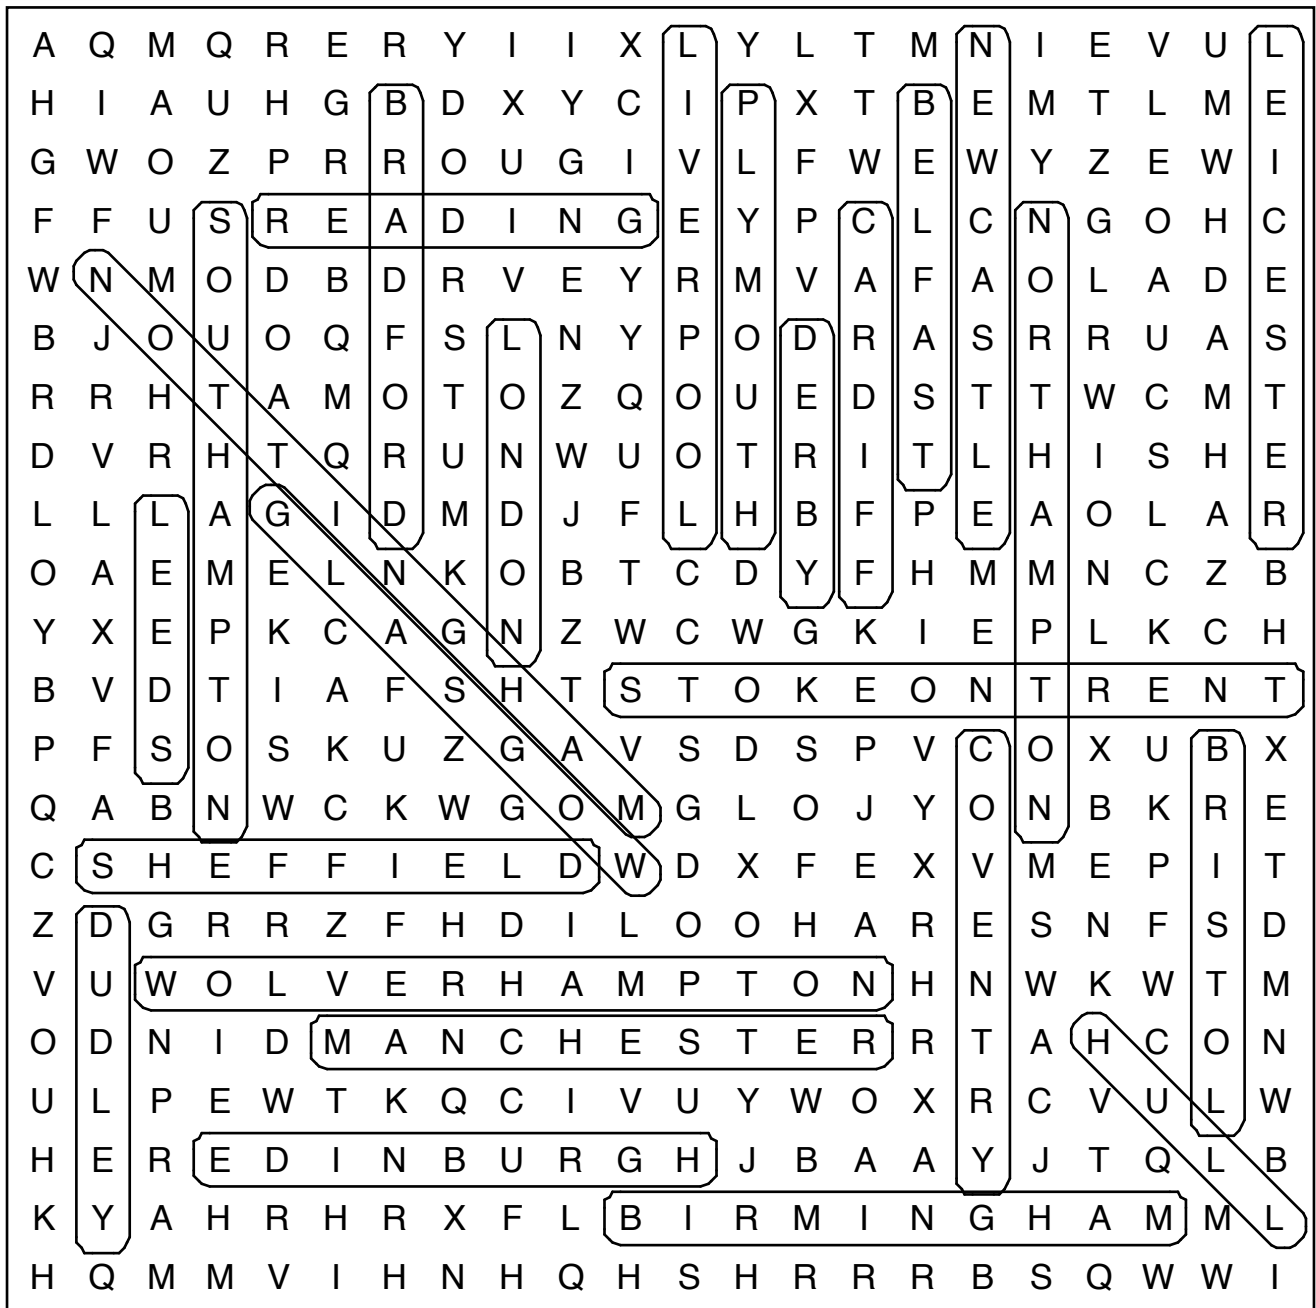 A Q M Q R E R Y I I X L Y L T M N I E V U L
H I A U H G B D X Y C I P X T B E M T L M E
G W O Z P R R O U G I V L F W E W Y Z E W I
F F U S R E A D I N G E Y P C L C N G O H C
W N M O D B D R V E Y R M V A F A O L A D E
B J O U O Q F S L N Y P O D R A S R R U A S
R R H T A M O T O Z Q O U E D S T T W C M T
D V R H T Q R U N W U O T R I T L H I S H E
L L L A G I D M D J F L H B F P E A O L A R
O A E M E L N K O B T C D Y F H M M N C Z B
Y X E P K C A G N Z W C W G K I E P L K C H
B V D T I A F S H T S T O K E O N T R E N T
P F S O S K U Z G A V S D S P V C O X U B X
Q A B N W C K W G O M G L O J Y O N B K R E
C S H E F F I E L D W D X F E X V M E P I T
Z D G R R Z F H D I L O O H A R E S N F S D
V U W O L V E R H A M P T O N H N W K W T M
O D N I D M A N C H E S T E R R T A H C O N
U L P E W T K Q C I V U Y W O X R C V U L W
H E R E D I N B U R G H J B A A Y J T Q L B
K Y A H R H R X F L B I R M I N G H A M M L
H Q M M V I H N H Q H S H R R R B S Q W W I